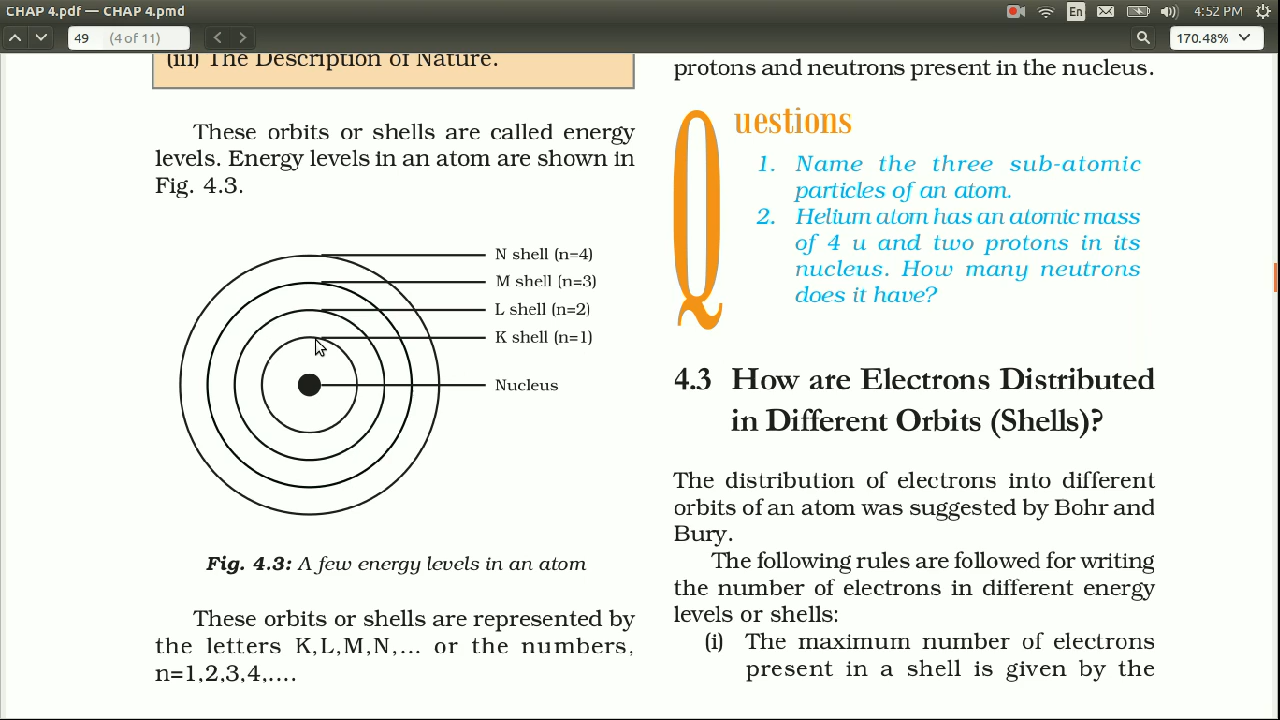 CHAP 4.pdf — CHAP 4.pmd
En
4:52 PM
49 (4 of 11)
170.48%
(iii) The Description of Nature.
These orbits or shells are called energy
levels. Energy levels in an atom are shown in
Fig. 4.3.
N shell (n=4)
M shell (n=3)
L shell (n=2)
K shell (n=1)
Nucleus
Fig. 4.3: A few energy levels in an atom
These orbits or shells are represented by
the letters K,L,M,N,... or the numbers,
n=1,2,3,4,....
protons and neutrons present in the nucleus.
Questions
1. Name the three sub-atomic
particles of an atom.
2. Helium atom has an atomic mass
of 4 u and two protons in its
nucleus. How many neutrons
does it have?
4.3 How are Electrons Distributed
in Different Orbits (Shells)?
The distribution of electrons into different
orbits of an atom was suggested by Bohr and
Bury.
The following rules are followed for writing
the number of electrons in different energy
levels or shells:
(i) The maximum number of electrons
present in a shell is given by the